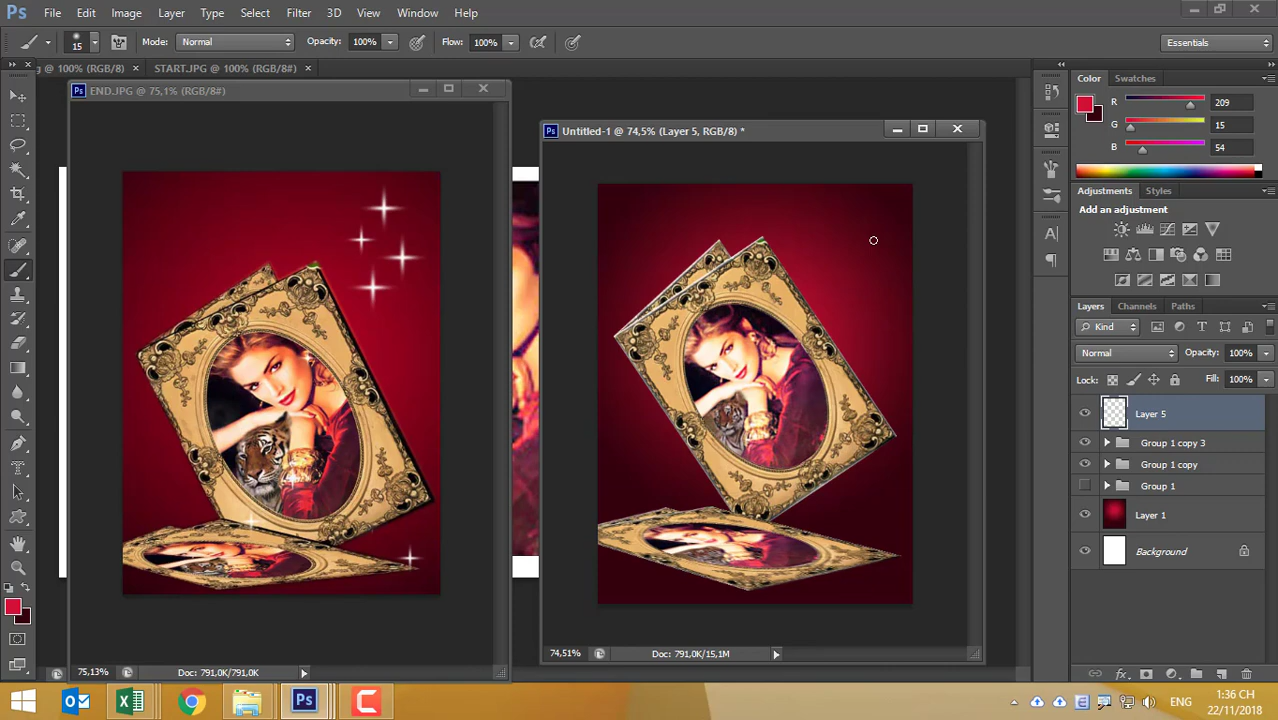 Ps File Edit Image Layer Type Select Filter 3D View Window Help
15 Mode: Normal Opacity: 100% Flow: 100% Essentials
g @ 100% (RGB/8) × START.JPG @ 100% (RGB/8#) ×
END.JPG @ 75,1% (RGB/8#)
Untitled-1 @ 74,5% (Layer 5, RGB/8) *
Color Swatches
R 209
G 15
B 54
Adjustments Styles
Add an adjustment
Layers Channels Paths
Kind
Normal Opacity: 100%
Lock: Fill: 100%
Layer 5
Group 1 copy 3
Group 1 copy
Group 1
Layer 1
Background
75,13% Doc: 791,0K/791,0K
74,51% Doc: 791,0K/15,1M
ENG 1:36 CH
22/11/2018